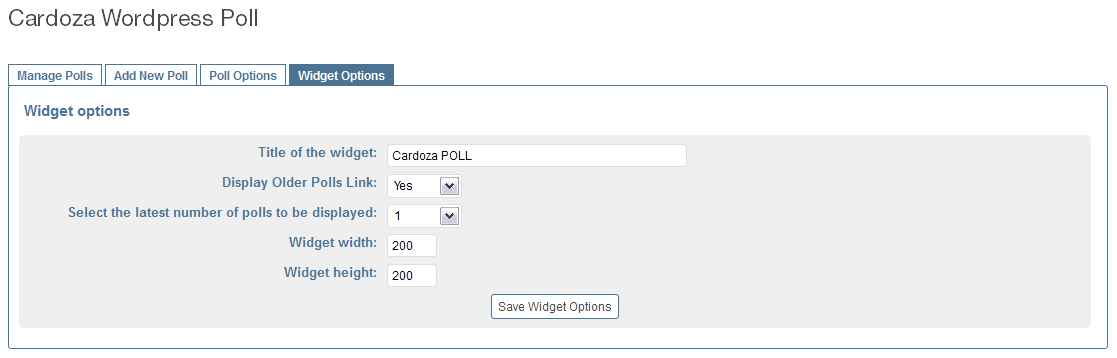 Cardoza Wordpress Poll
Manage Polls Add New Poll Poll Options Widget Options
Widget options
Title of the widget: Cardoza POLL
Display Older Polls Link: Yes
Select the latest number of polls to be displayed: 1
Widget width: 200
Widget height: 200
Save Widget Options